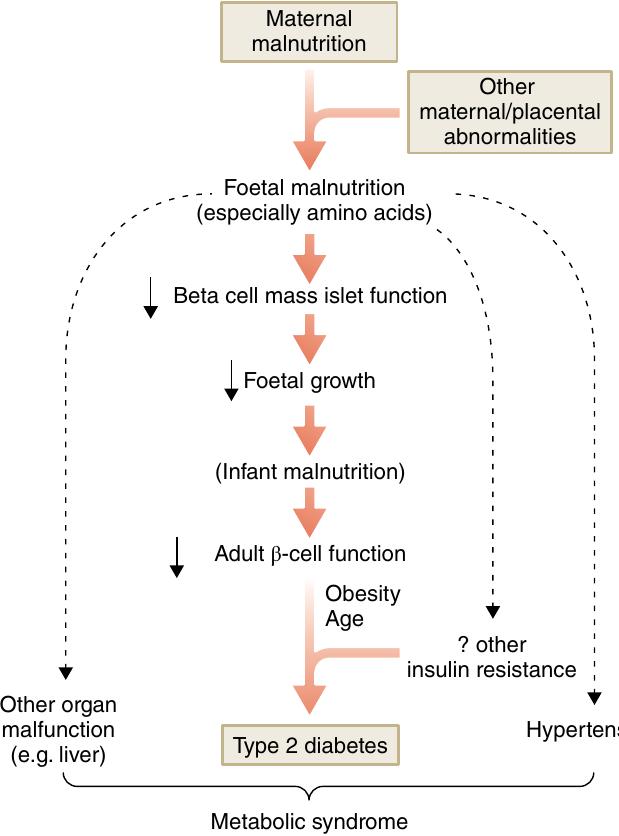 Maternal
malnutrition
Other
maternal/placental
abnormalities
Foetal malnutrition
(especially amino acids)
Beta cell mass islet function
Foetal growth
(Infant malnutrition)
Adult β-cell function
Obesity
Age
? other
insulin resistance
Other organ
malfunction
(e.g. liver)
Type 2 diabetes
Hypertens
Metabolic syndrome